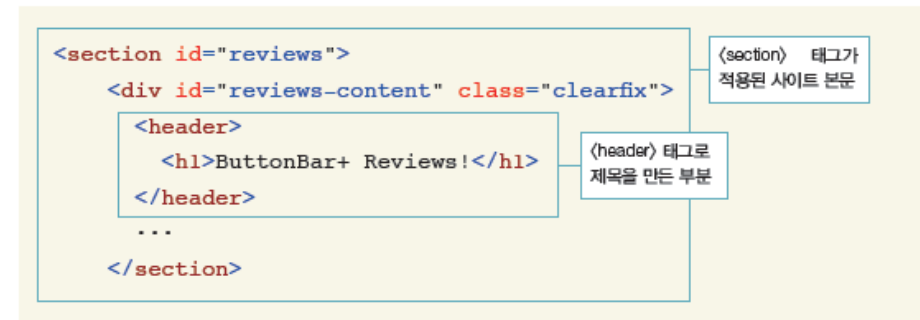 <section id="reviews">
<div id="reviews-content" class="clearfix">
<header>
<h1>ButtonBar+ Reviews!</h1>
</header>
...
</section>
〈section〉 태그가
적용된 사이트 본문
〈header〉 태그로
제목을 만든 부분